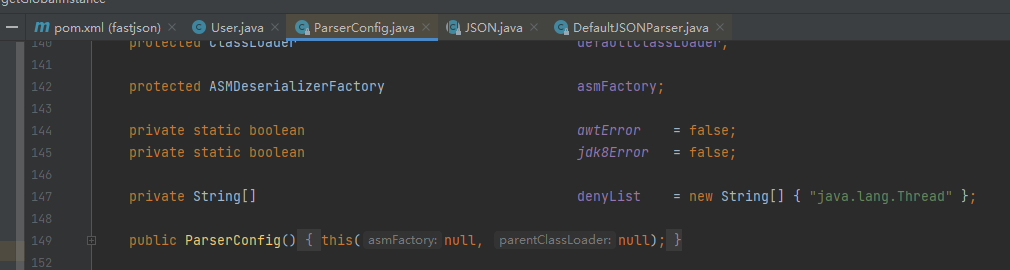 getGlobalInstance
pom.xml (fastjson) × User.java × ParserConfig.java × JSON.java × DefaultJSONParser.java ×
140 protected ClassLoader defaultClassLoader;
141
142 protected ASMDeserializerFactory asmFactory;
143
144 private static boolean awtError = false;
145 private static boolean jdk8Error = false;
146
147 private String[] denyList = new String[] { "java.lang.Thread" };
148
149 public ParserConfig() { this( asmFactory: null, parentClassLoader: null); }
152